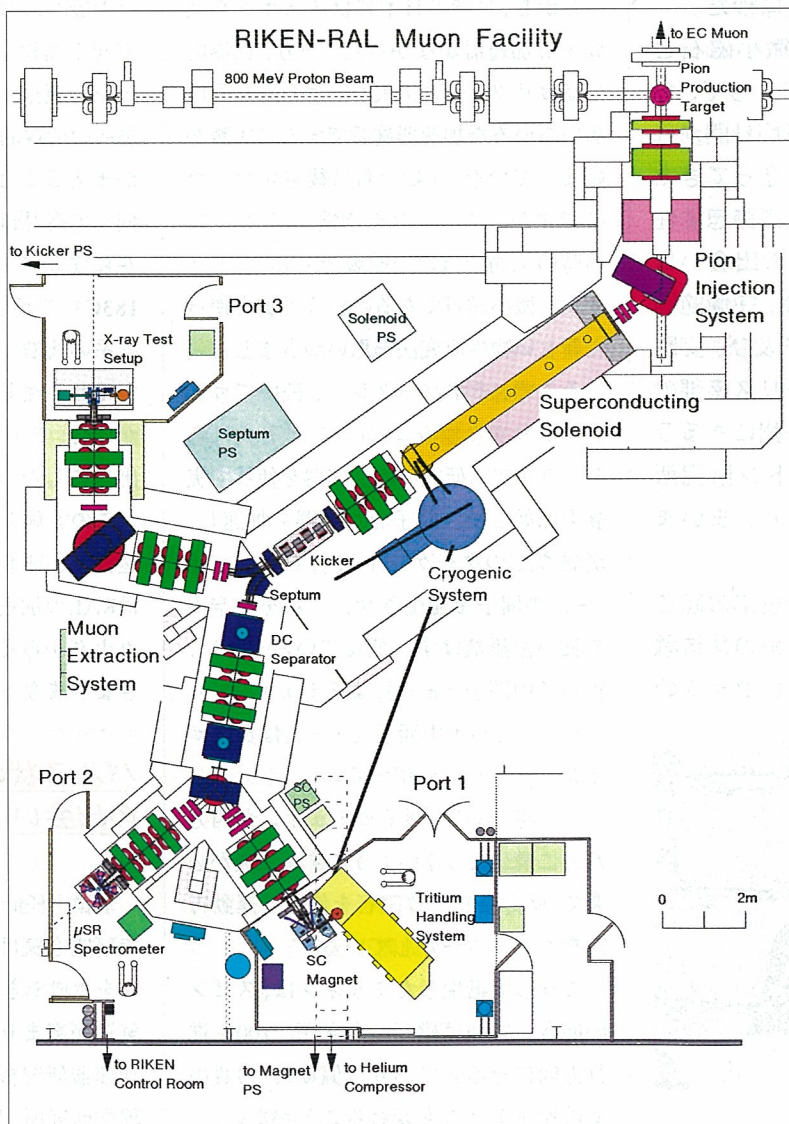 to EC Muon
RIKEN-RAL Muon Facility
800 MeV Proton Beam
Pion
Production
Target
to Kicker PS
Port 3
X-ray Test
Setup
Solenoid
PS
Pion
Injection
System
Septum
PS
Superconducting
Solenoid
Kicker
Cryogenic
System
Septum
Muon
Extraction
System
DC
Separator
Port 2
SC
PS
Port 1
μSR
Spectrometer
SC
Magnet
Tritium
Handling
System
0 2m
to RIKEN
Control Room
to Magnet
PS
to Helium
Compressor